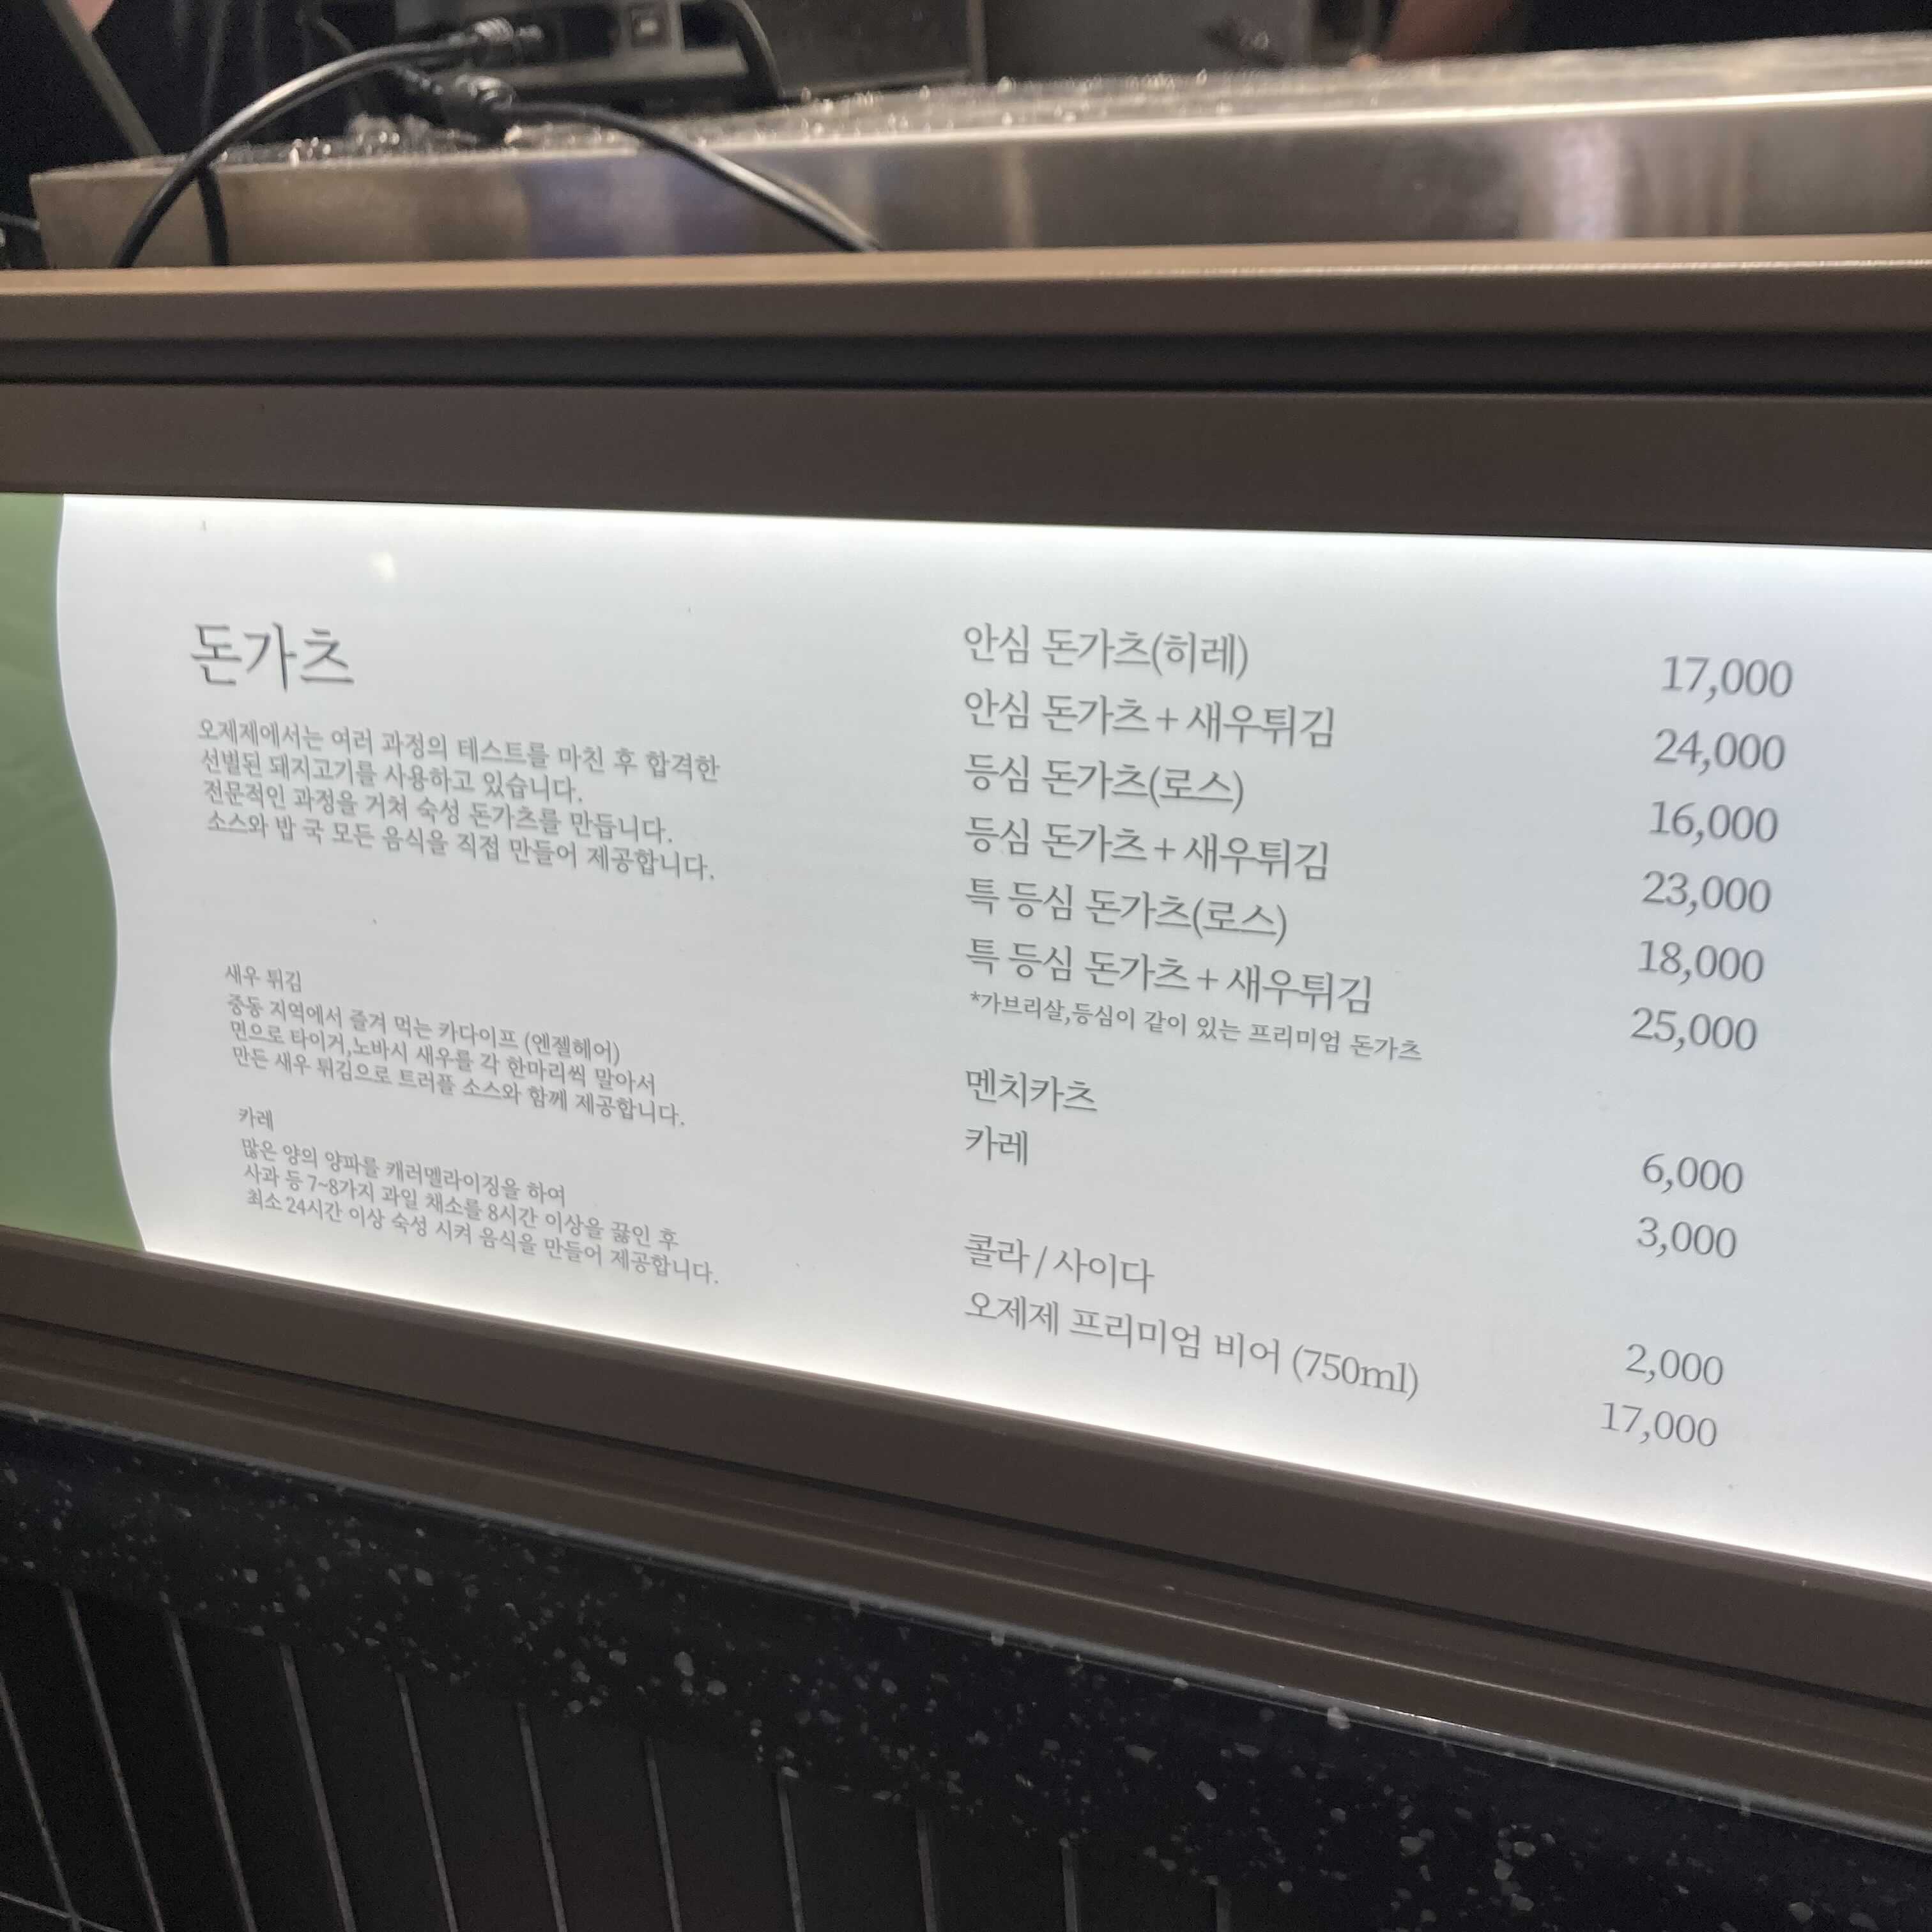 돈가츠
오제제에서는 여러 과정의 테스트를 마친 후 합격한
선별된 돼지고기를 사용하고 있습니다.
전문적인 과정을 거쳐 숙성 돈가츠를 만듭니다.
소스와 밥 국 모든 음식을 직접 만들어 제공합니다.
새우 튀김
중동 지역에서 즐겨 먹는 카다이프 (엔젤헤어)
면으로 타이거,노바시 새우를 각 한마리씩 말아서
만든 새우 튀김으로 트러플 소스와 함께 제공합니다.
카레
많은 양의 양파를 캐러멜라이징을 하여
사과 등 7~8가지 과일 채소를 8시간 이상을 끓인 후
최소 24시간 이상 숙성 시켜 음식을 만들어 제공합니다.
안심 돈가츠(히레) 17,000
안심 돈가츠 + 새우튀김 24,000
등심 돈가츠(로스) 16,000
등심 돈가츠 + 새우튀김 23,000
특 등심 돈가츠(로스) 18,000
특 등심 돈가츠 + 새우튀김 25,000
*가브리살,등심이 같이 있는 프리미엄 돈가츠
멘치카츠 6,000
카레 3,000
콜라 / 사이다 2,000
오제제 프리미엄 비어 (750ml) 17,000